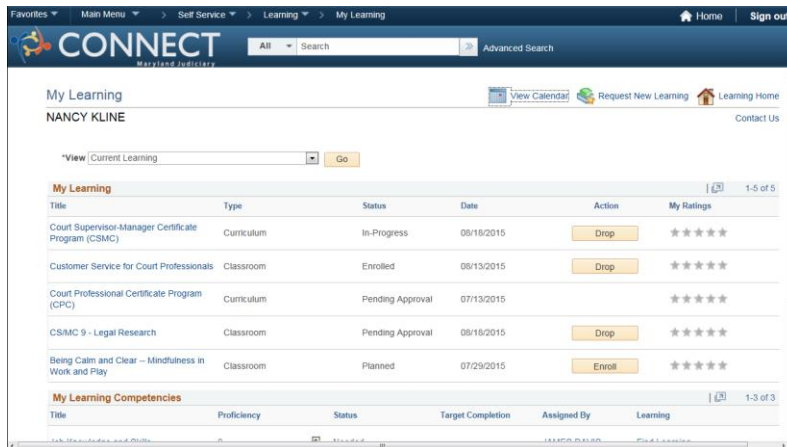 Favorites Main Menu > Self Service > Learning > My Learning Home Sign out
CONNECT All Search Advanced Search
Maryland Judiciary
My Learning View Calendar Request New Learning Learning Home
NANCY KLINE Contact Us
*View Current Learning Go
My Learning 1-5 of 5
Title Type Status Date Action My Ratings
Court Supervisor-Manager Certificate
Program (CSMC) Curriculum In-Progress 08/18/2015 Drop
Customer Service for Court Professionals Classroom Enrolled 08/13/2015 Drop
Court Professional Certificate Program
(CPC) Curriculum Pending Approval 07/13/2015
CS/MC 9 - Legal Research Classroom Pending Approval 08/18/2015 Drop
Being Calm and Clear -- Mindfulness in
Work and Play Classroom Planned 07/29/2015 Enroll
My Learning Competencies 1-3 of 3
Title Proficiency Status Target Completion Assigned By Learning